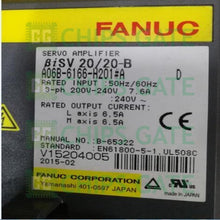 FANUC
SERVO AMPLIFIER
βiSV 20/20-B
A06B-6166-H201#A D
RATED INPUT 50Hz/60Hz
3-ph 200V-240V 7.6A
240V~
OUTPUT CURRENT
L axis 6.5A
M axis 6.5A
MANUAL: B-65322
STANDARD: EN61800-5-1,UL508C
V15204005
2015-02
FANUC CORPORATION
Yamanashi 401-0597 JAPAN